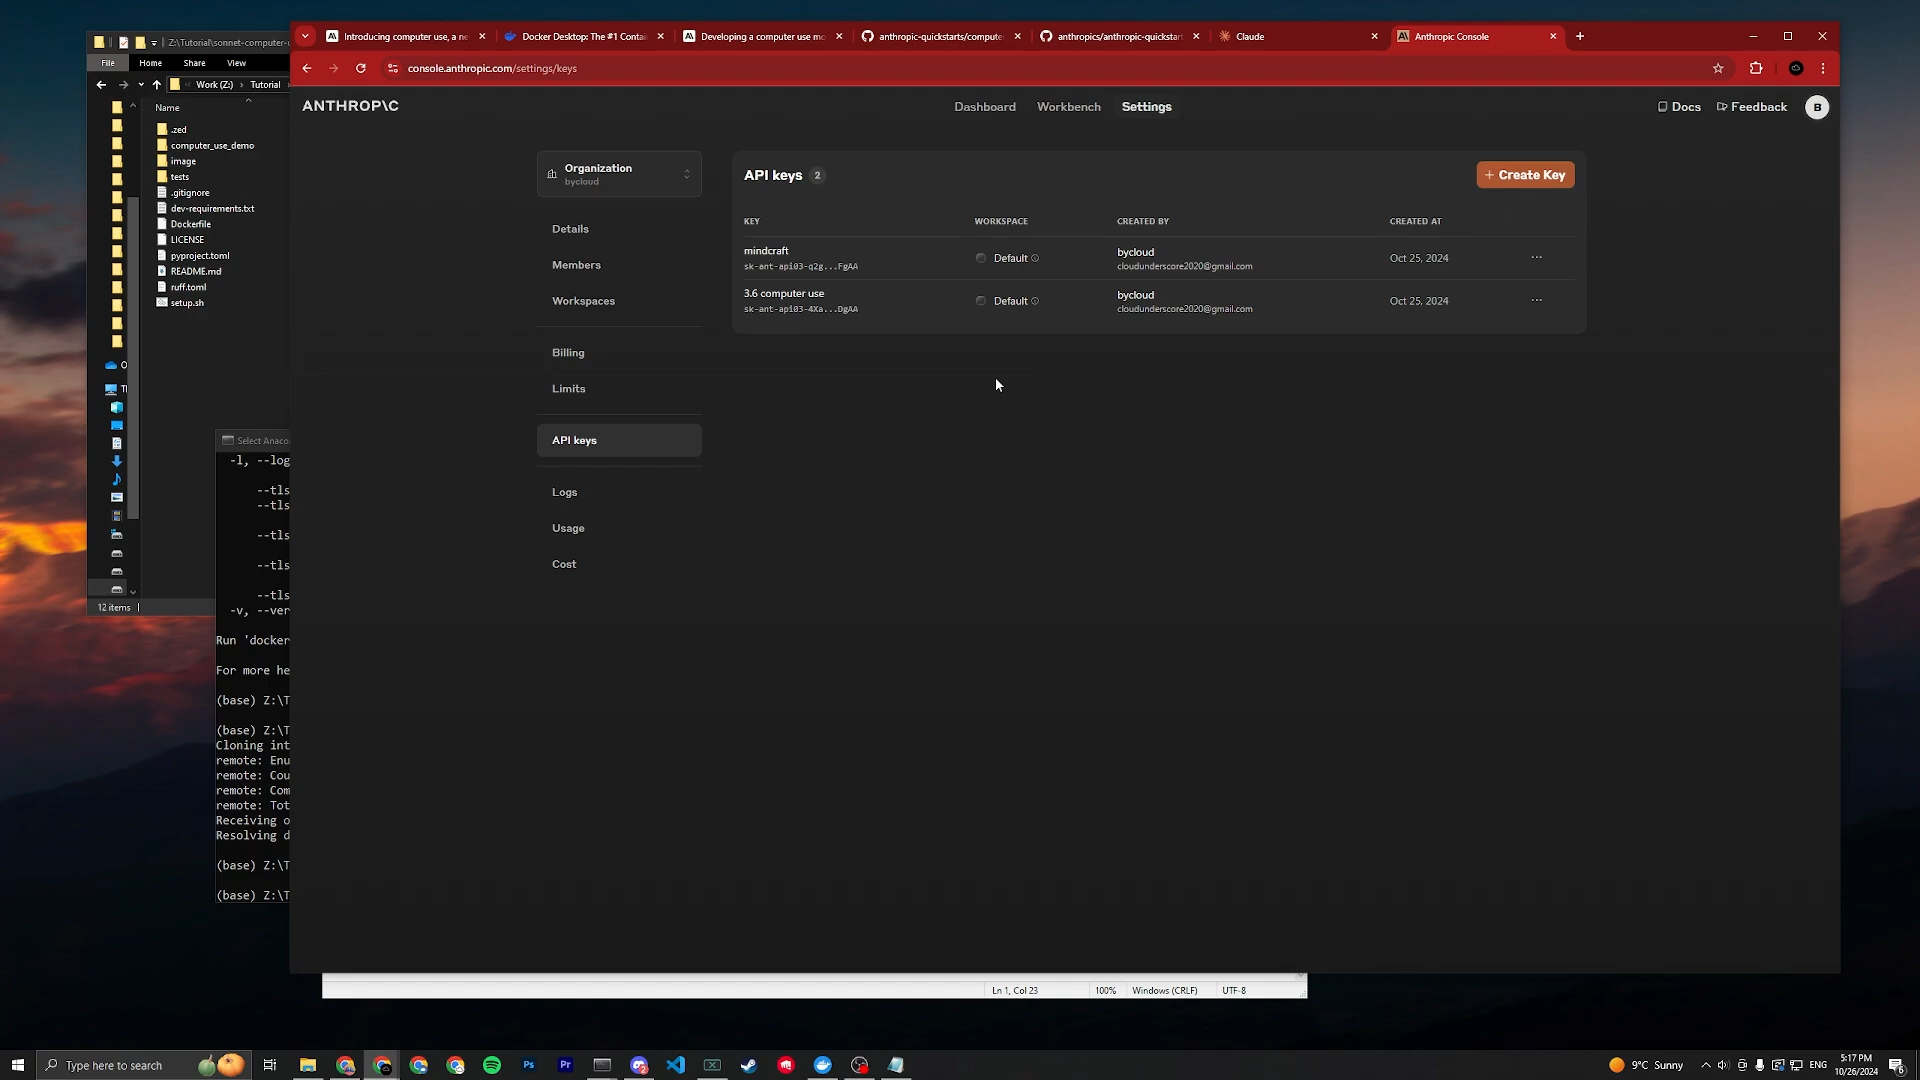 Z:\Tutorial\sonnet-computer-u
File Home Share View
Work (Z:) › Tutorial
Name
.zed
computer_use_demo
image
tests
.gitignore
dev-requirements.txt
Dockerfile
LICENSE
pyproject.toml
README.md
ruff.toml
setup.sh
12 items
Select Anaco
-l, --log
--tls
--tls
--tls
--tls
--tls
-v, --ver
Run 'docker
For more he
(base) Z:\T
(base) Z:\T
Cloning int
remote: Enu
remote: Cou
remote: Com
remote: Tot
Receiving o
Resolving d
(base) Z:\T
(base) Z:\T
Introducing computer use, a ne
Docker Desktop: The #1 Contai
Developing a computer use mo
anthropic-quickstarts/compute
anthropics/anthropic-quickstar
Claude
Anthropic Console
console.anthropic.com/settings/keys
ANTHROP\C
Dashboard Workbench Settings
Docs Feedback B
Organization
bycloud
Details
Members
Workspaces
Billing
Limits
API keys
Logs
Usage
Cost
API keys 2
+ Create Key
KEY WORKSPACE CREATED BY CREATED AT
mindcraft
sk-ant-api03-q2g...FgAA
Default
bycloud
cloudunderscore2020@gmail.com
Oct 25, 2024
3.6 computer use
sk-ant-api03-4Xa...DgAA
Default
bycloud
cloudunderscore2020@gmail.com
Oct 25, 2024
Ln 1, Col 23 100% Windows (CRLF) UTF-8
Type here to search
Ps
Pr
9°C Sunny
ENG
5:17 PM
10/26/2024
6